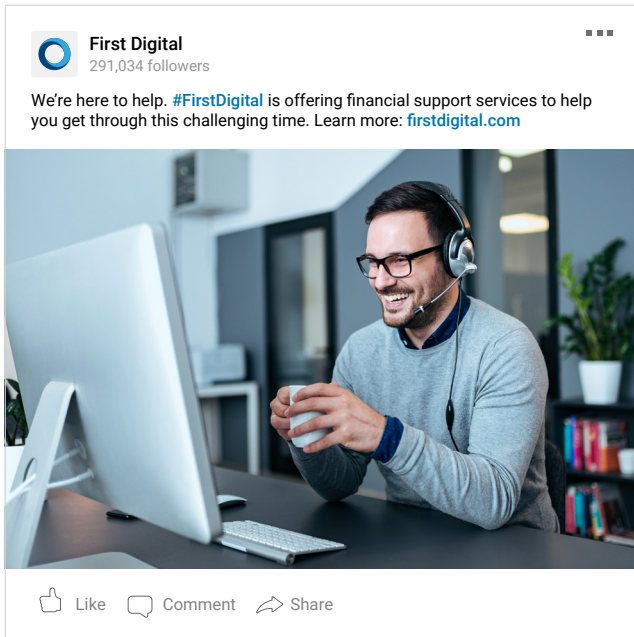 First Digital
291,034 followers
We’re here to help. #FirstDigital is offering financial support services to help
you get through this challenging time. Learn more: firstdigital.com
Like Comment Share